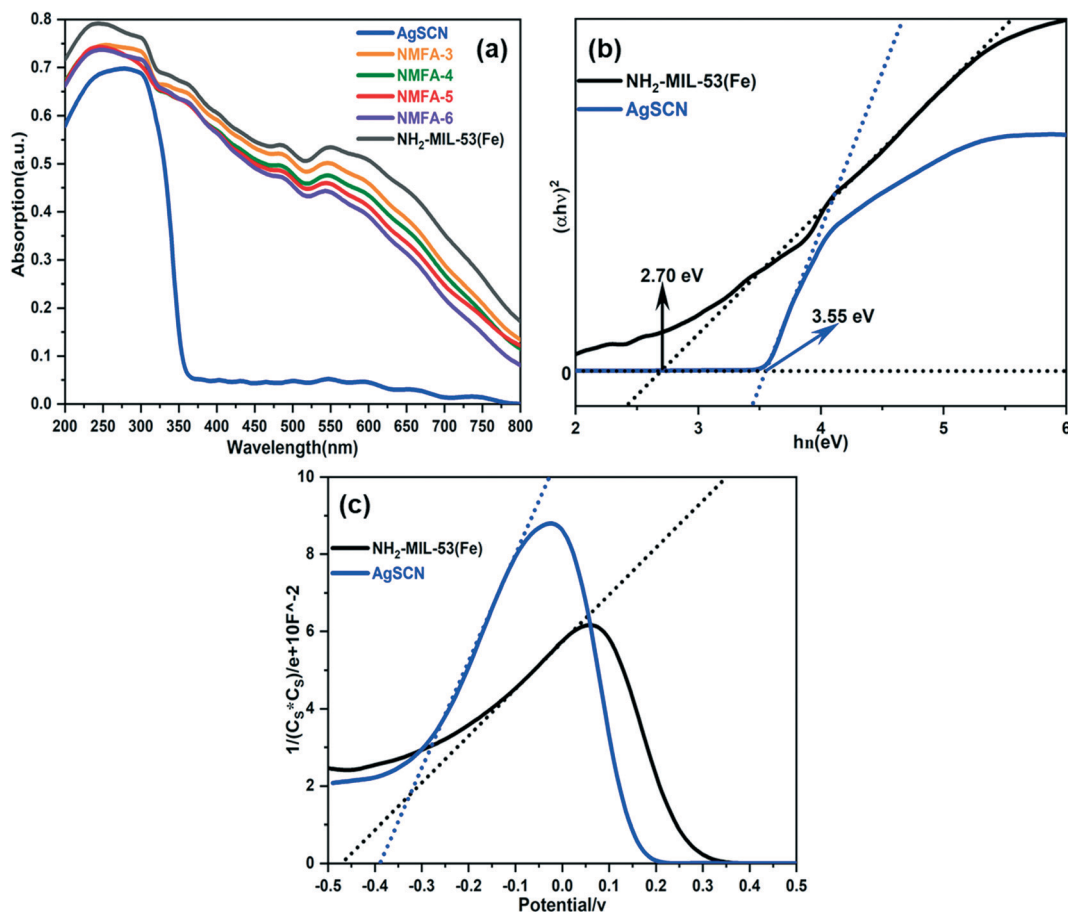 (a)
AgSCN
NMFA-3
NMFA-4
NMFA-5
NMFA-6
NH₂-MIL-53(Fe)
Absorption(a.u.)
0.8
0.7
0.6
0.5
0.4
0.3
0.2
0.1
0.0
200 250 300 350 400 450 500 550 600 650 700 750 800
Wavelength(nm)
(b)
NH₂-MIL-53(Fe)
AgSCN
(αhν)²
2.70 eV
3.55 eV
0
2 3 4 5 6
hn(eV)
(c)
NH₂-MIL-53(Fe)
AgSCN
1/(Cₛ*Cₛ)/e+10F^-2
10
8
6
4
2
0
-0.5 -0.4 -0.3 -0.2 -0.1 0.0 0.1 0.2 0.3 0.4 0.5
Potential/v